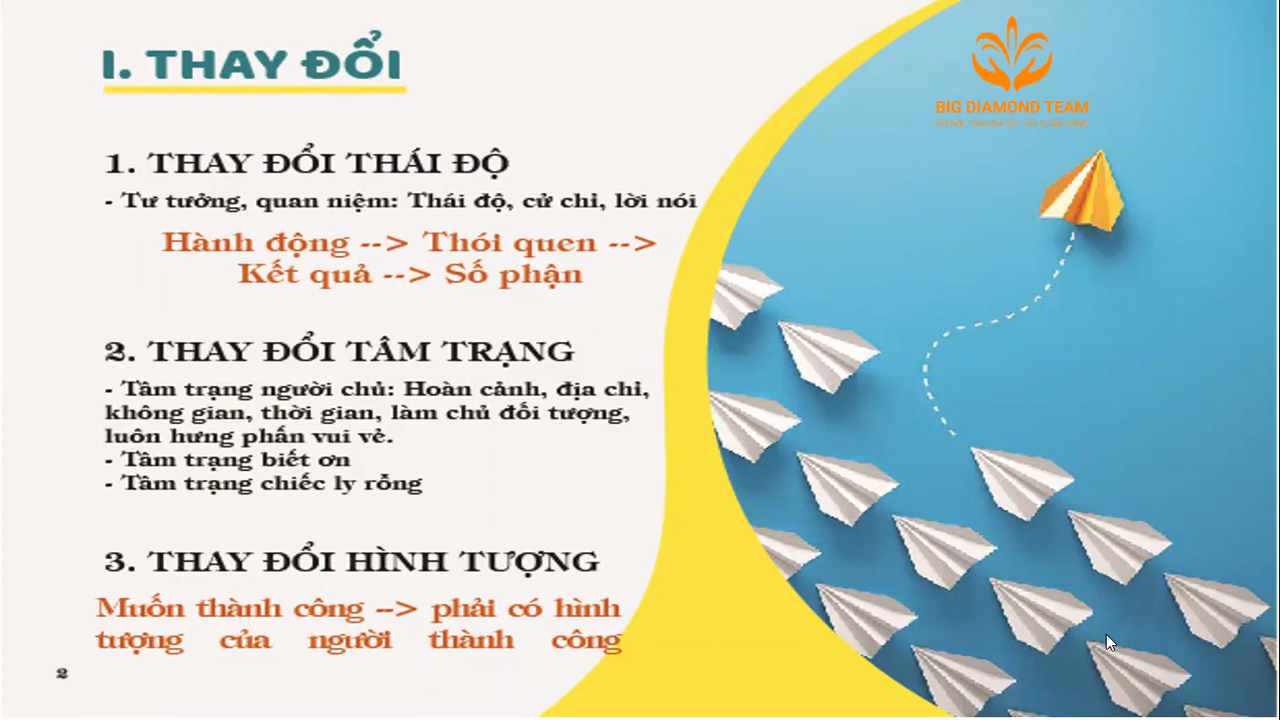 I. THAY ĐỔI
BIG DIAMOND TEAM
1. THAY ĐỔI THÁI ĐỘ
- Tư tưởng, quan niệm: Thái độ, cử chỉ, lời nói
Hành động --> Thói quen -->
Kết quả --> Số phận
2. THAY ĐỔI TÂM TRẠNG
- Tâm trạng người chủ: Hoàn cảnh, địa chỉ,
không gian, thời gian, làm chủ đối tượng,
luôn hưng phấn vui vẻ.
- Tâm trạng biết ơn
- Tâm trạng chiếc ly rỗng
3. THAY ĐỔI HÌNH TƯỢNG
Muốn thành công --> phải có hình
tượng của người thành công
2